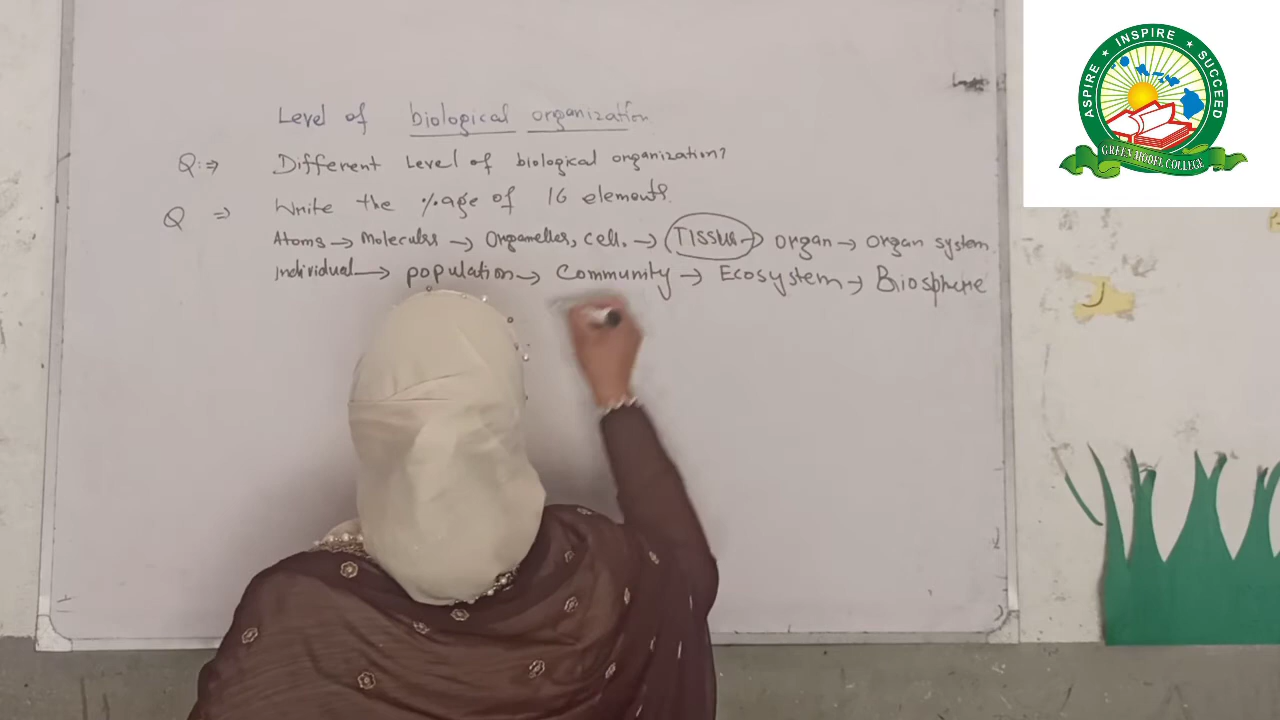 Level of biological organization
Q:⇒ Different Level of biological organization?
Q ⇒ Write the %age of 16 elements.
Atoms → Molecules → Organelles, cell. → Tissue → organ → organ system.
individual → population → Community → Ecosystem → Biosphere
ASPIRE ★ INSPIRE ★ SUCCEED
GREEN MODEL COLLEGE